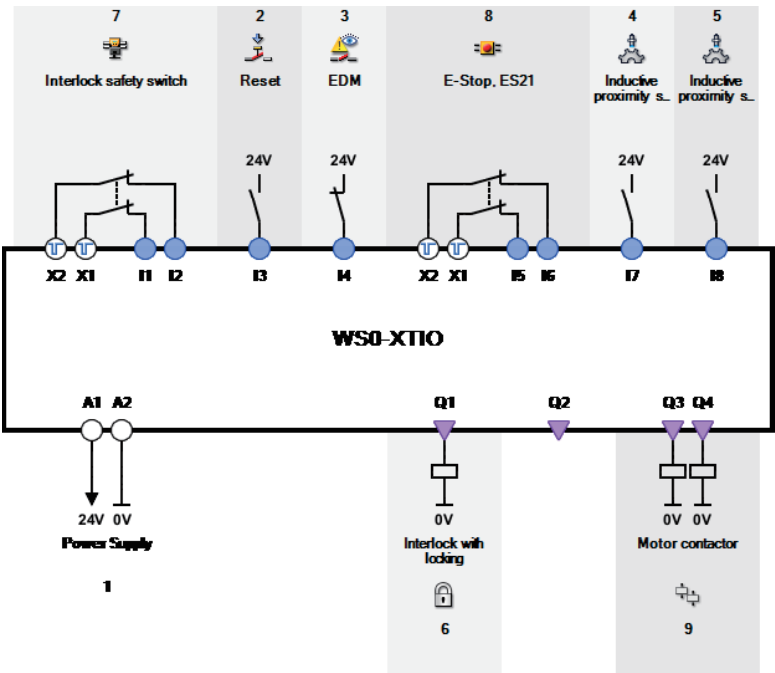 7 2 3 8 4 5
Interlock safety switch Reset EDM E-Stop, ES21 Inductive Inductive
proximity s... proximity s...
24V 24V 24V 24V
X2 X1 I1 I2 I3 I4 X2 X1 I5 I6 I7 I8
WS0-XTIO
A1 A2 Q1 Q2 Q3 Q4
24V 0V 0V 0V 0V
Power Supply Interlock with Motor contactor
locking
1
6 9